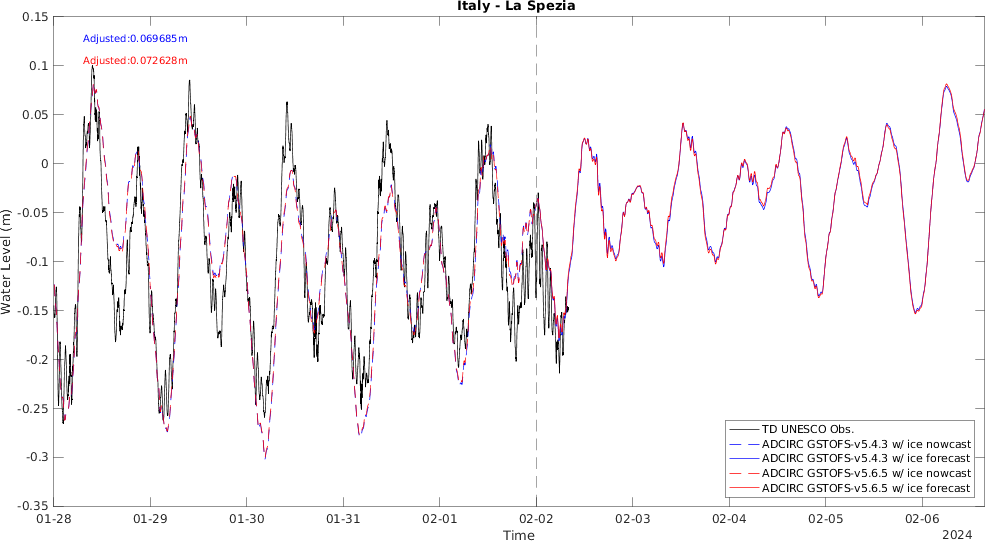 Italy - La Spezia
Adjusted:0.069685m
Adjusted:0.072628m
0.15
0.1
0.05
0
-0.05
-0.1
-0.15
-0.2
-0.25
-0.3
-0.35
Water Level (m)
TD UNESCO Obs.
ADCIRC GSTOFS-v5.4.3 w/ ice nowcast
ADCIRC GSTOFS-v5.4.3 w/ ice forecast
ADCIRC GSTOFS-v5.6.5 w/ ice nowcast
ADCIRC GSTOFS-v5.6.5 w/ ice forecast
01-28 01-29 01-30 01-31 02-01 02-02 02-03 02-04 02-05 02-06
Time
2024